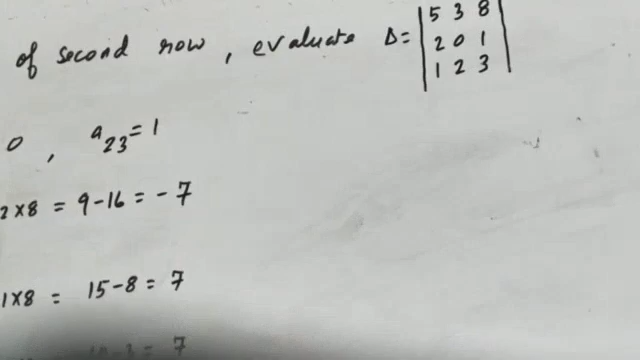 of second row, evaluate Δ= | 5 3 8 |
| 2 0 1 |
| 1 2 3 |
0 , a23 = 1
2×8 = 9-16 = -7
1×8 = 15-8 = 7
= 7